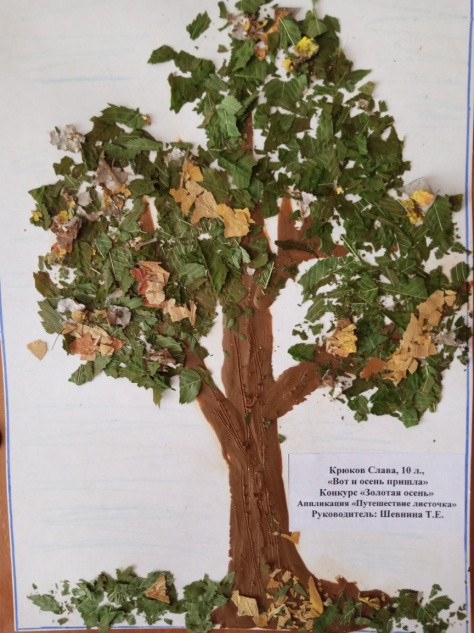 Крюков Слава, 10 л.,
«Вот и осень пришла»
Конкурс «Золотая осень»
Аппликация «Путешествие листочка»
Руководитель: Шевнина Т.Е.